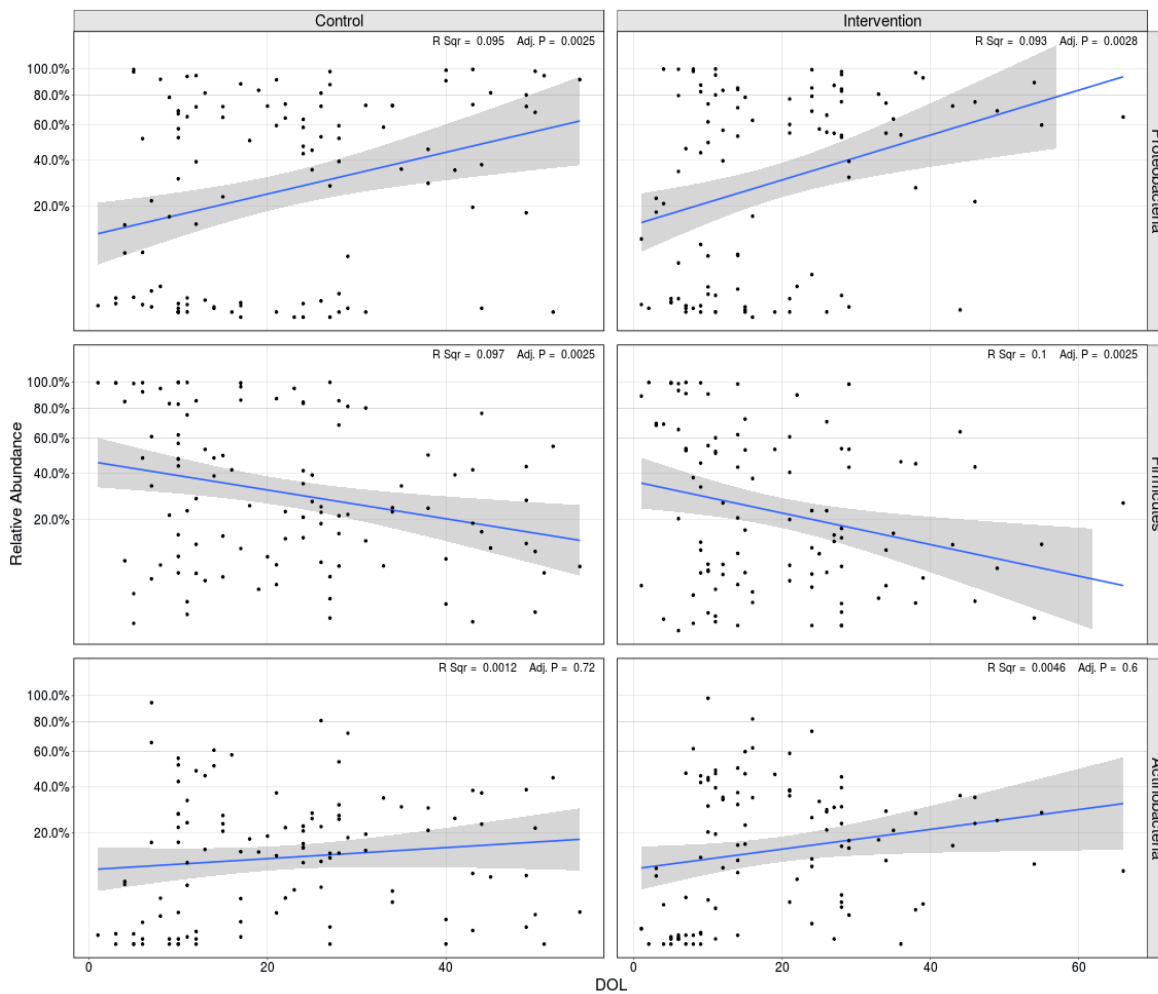 Control
Intervention
R Sqr = 0.095 Adj. P = 0.0025
R Sqr = 0.093 Adj. P = 0.0028
100.0%
80.0%
60.0%
40.0%
20.0%
Proteobacteria
R Sqr = 0.097 Adj. P = 0.0025
R Sqr = 0.1 Adj. P = 0.0025
100.0%
80.0%
60.0%
40.0%
20.0%
Firmicutes
Relative Abundance
R Sqr = 0.0012 Adj. P = 0.72
R Sqr = 0.0046 Adj. P = 0.6
100.0%
80.0%
60.0%
40.0%
20.0%
Actinobacteria
0 20 40 0 20 40 60
DOL